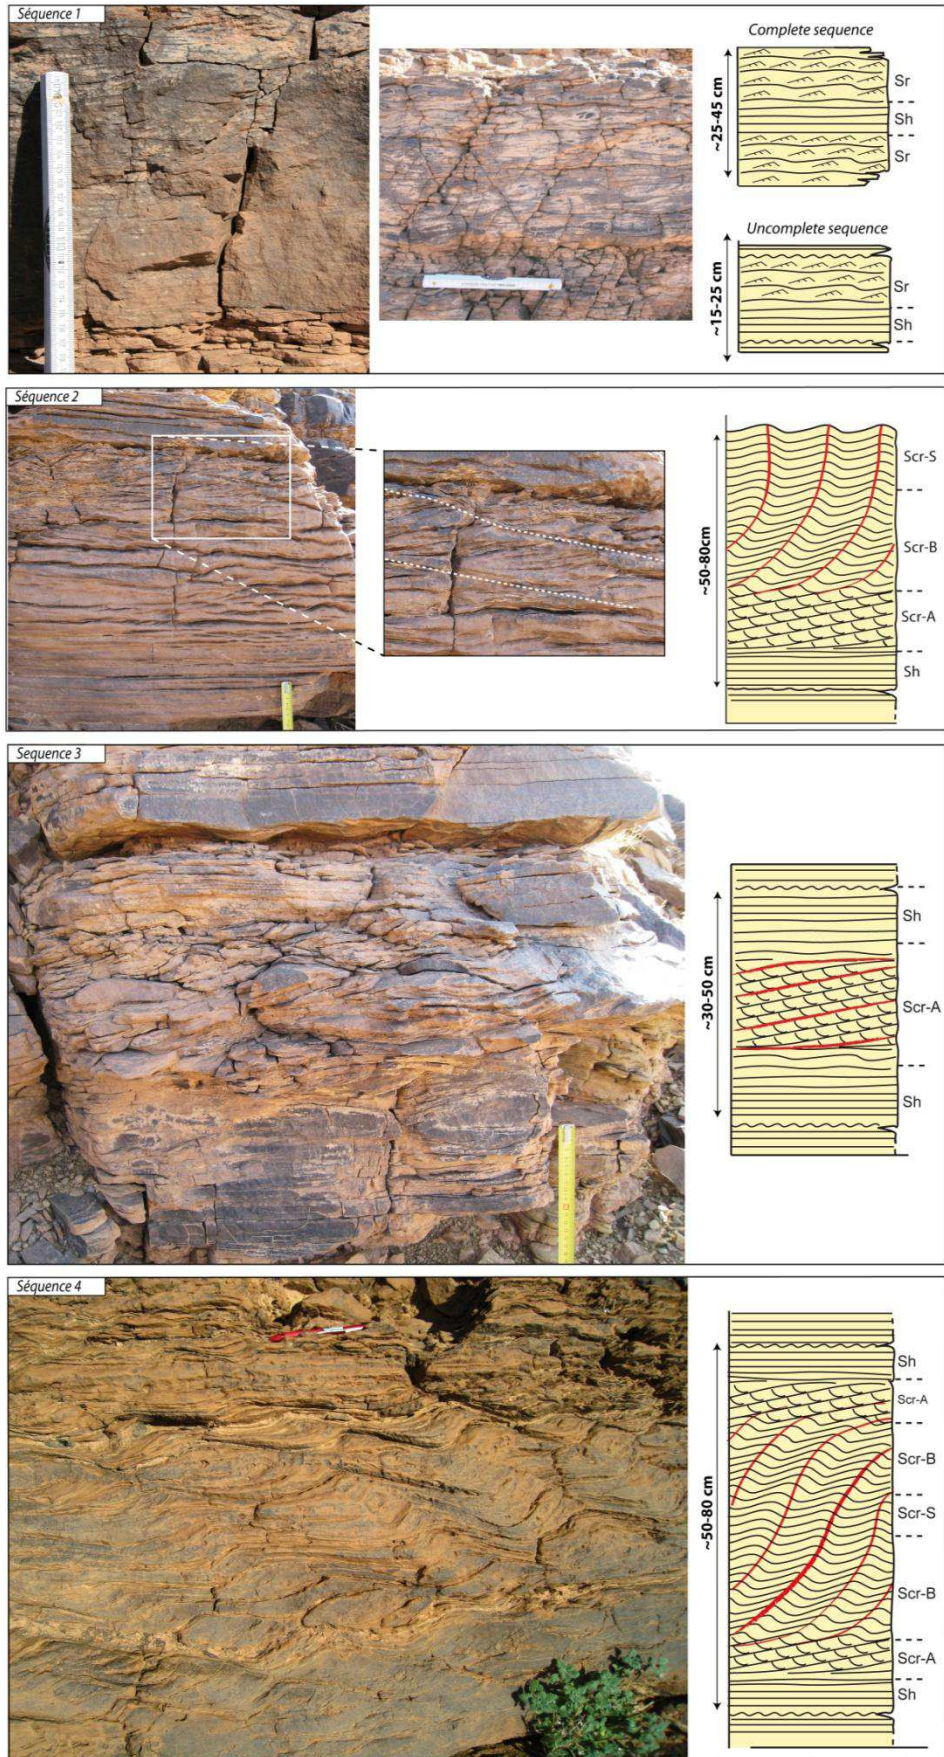 Séquence 1
Complete sequence
~25-45 cm
Sr
Sh
Sr
Uncomplete sequence
~15-25 cm
Sr
Sh
Séquence 2
~50-80cm
Scr-S
Scr-B
Scr-A
Sh
Sequence 3
~30-50 cm
Sh
Scr-A
Sh
Séquence 4
~50-80 cm
Sh
Scr-A
Scr-B
Scr-S
Scr-B
Scr-A
Sh